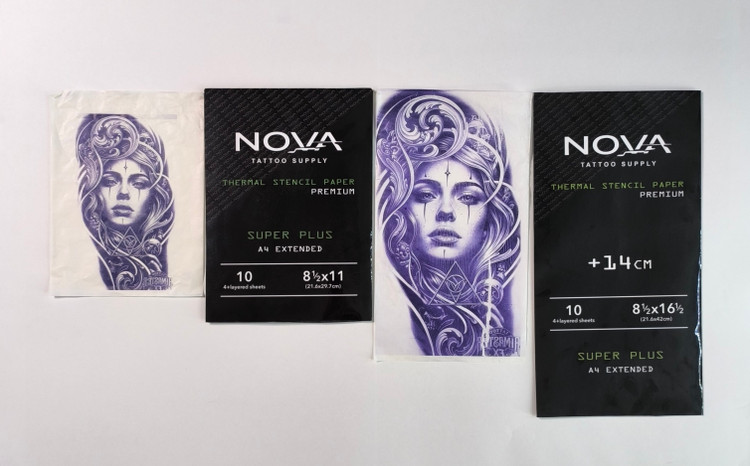 NOVA
TATTOO SUPPLY
THERMAL STENCIL PAPER
PREMIUM
SUPER PLUS
A4 EXTENDED
10
4+layered sheets
8½x11
(21.6x29.7cm)
NOVA
TATTOO SUPPLY
THERMAL STENCIL PAPER
PREMIUM
+14CM
10
4+layered sheets
8½x16½
(21.6x42cm)
SUPER PLUS
A4 EXTENDED